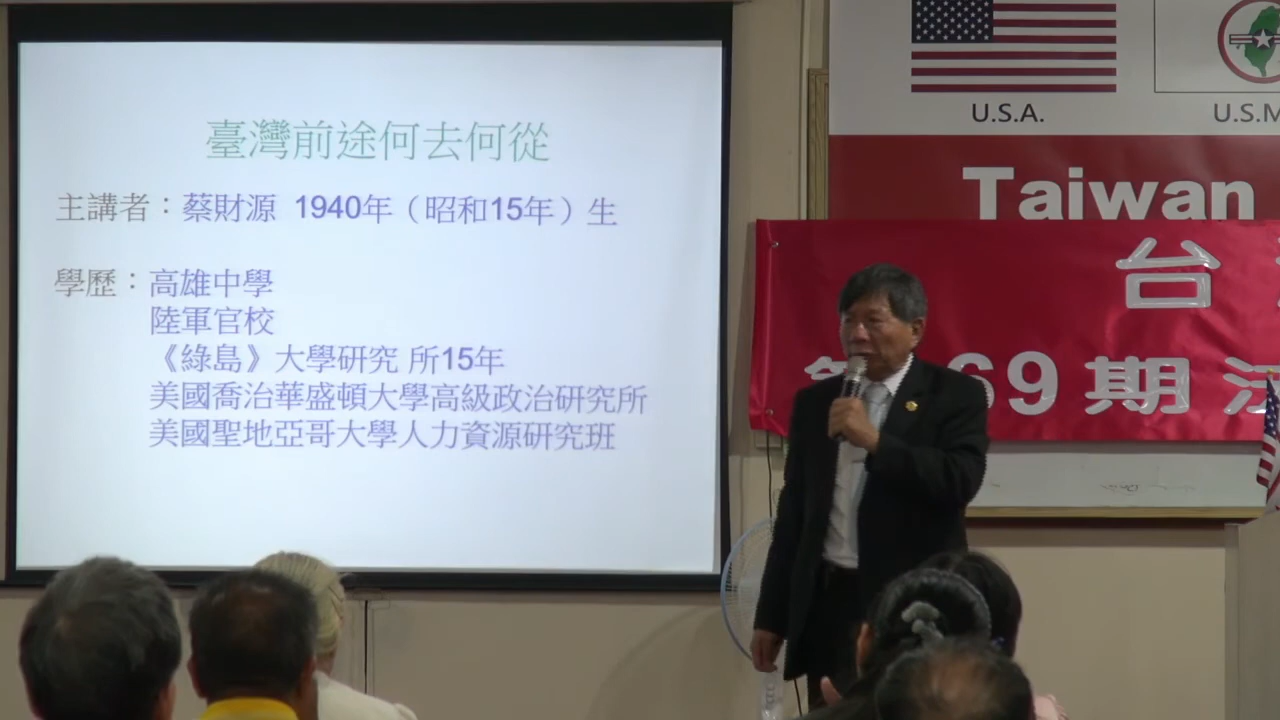 臺灣前途何去何從
主講者：蔡財源 1940年（昭和15年）生
學歷：高雄中學
陸軍官校
《綠島》大學研究 所15年
美國喬治華盛頓大學高級政治研究所
美國聖地亞哥大學人力資源研究班
U.S.A.
U.S.M
Taiwan
台
69期